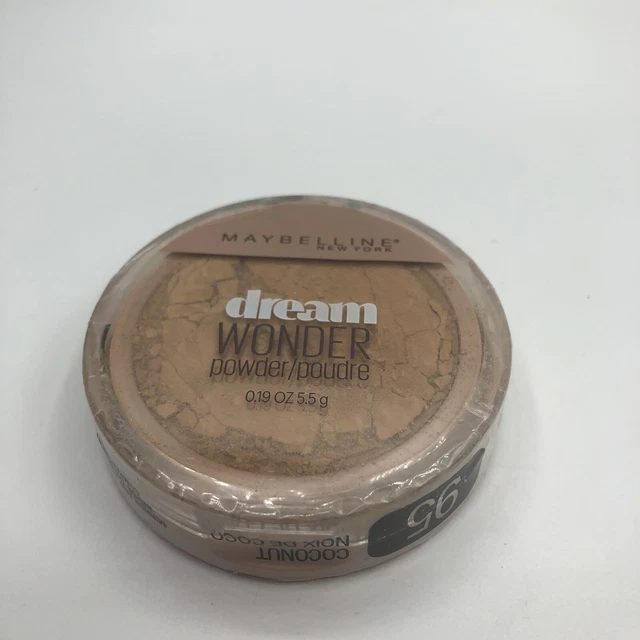 MAYBELLINE
NEW YORK
dream
WONDER
powder/poudre
0.19 OZ 5.5 g
95
COCONUT
NOIX DE COCO